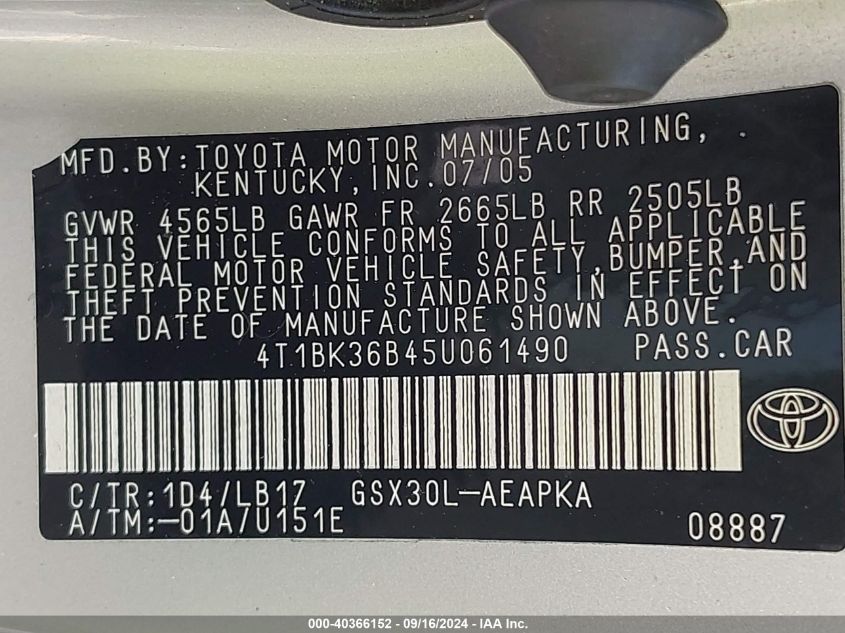 MFD.BY:TOYOTA MOTOR MANUFACTURING,
KENTUCKY,INC.07/05
GVWR 4565LB GAWR FR 2665LB RR 2505LB
THIS VEHICLE CONFORMS TO ALL APPLICABLE
FEDERAL MOTOR VEHICLE SAFETY,BUMPER,AND
THEFT PREVENTION STANDARDS IN EFFECT ON
THE DATE OF MANUFACTURE SHOWN ABOVE.
4T1BK36B45U061490 PASS.CAR
C/TR:1D4/LB17 GSX30L-AEAPKA
A/TM:-01A/U151E 08887
000-40366152 - 09/16/2024 - IAA Inc.